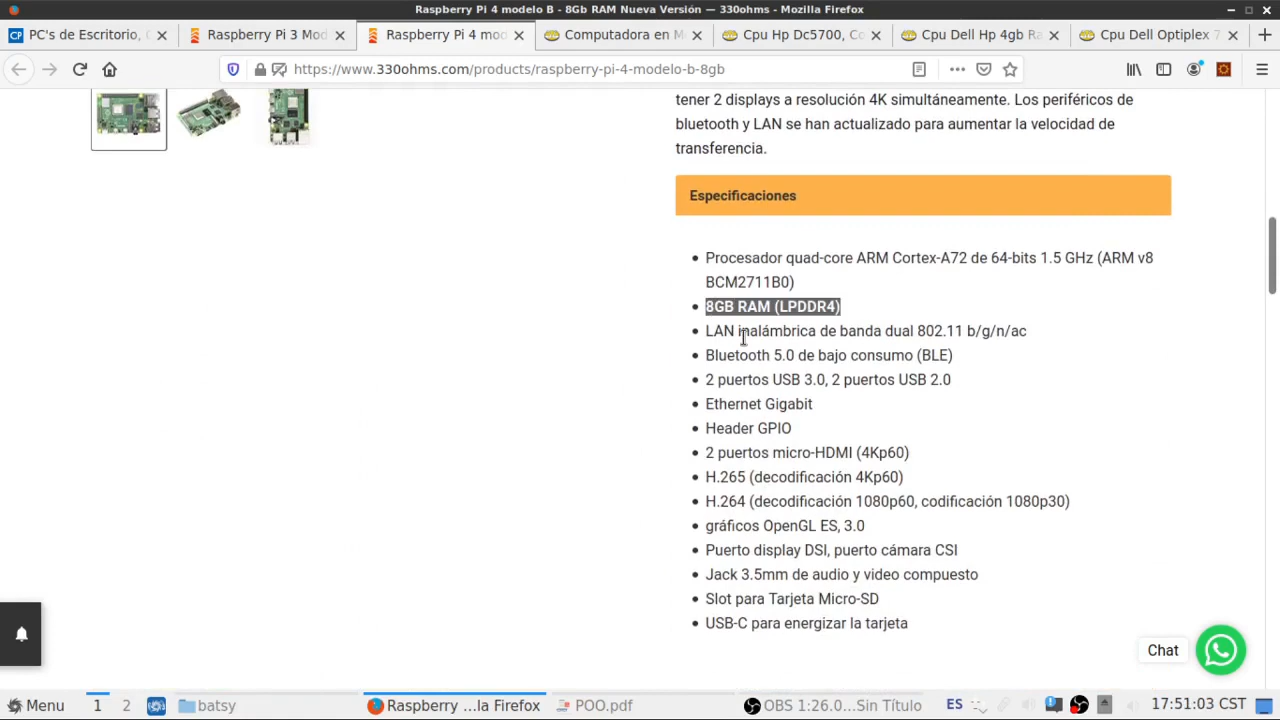 Raspberry Pi 4 modelo B - 8Gb RAM Nueva Versión — 330ohms - Mozilla Firefox
PC's de Escritorio, C
Raspberry Pi 3 Mod
Raspberry Pi 4 mod
Computadora en M
Cpu Hp Dc5700, Co
Cpu Dell Hp 4gb Ra
Cpu Dell Optiplex 7
https://www.330ohms.com/products/raspberry-pi-4-modelo-b-8gb
tener 2 displays a resolución 4K simultáneamente. Los periféricos de
bluetooth y LAN se han actualizado para aumentar la velocidad de
transferencia.
Especificaciones
Procesador quad-core ARM Cortex-A72 de 64-bits 1.5 GHz (ARM v8
BCM2711B0)
8GB RAM (LPDDR4)
LAN inalámbrica de banda dual 802.11 b/g/n/ac
Bluetooth 5.0 de bajo consumo (BLE)
2 puertos USB 3.0, 2 puertos USB 2.0
Ethernet Gigabit
Header GPIO
2 puertos micro-HDMI (4Kp60)
H.265 (decodificación 4Kp60)
H.264 (decodificación 1080p60, codificación 1080p30)
gráficos OpenGL ES, 3.0
Puerto display DSI, puerto cámara CSI
Jack 3.5mm de audio y video compuesto
Slot para Tarjeta Micro-SD
USB-C para energizar la tarjeta
Chat
Menu
1
2
batsy
Raspberry ...la Firefox
POO.pdf
OBS 1:26.0...Sin Título
ES
17:51:03 CST